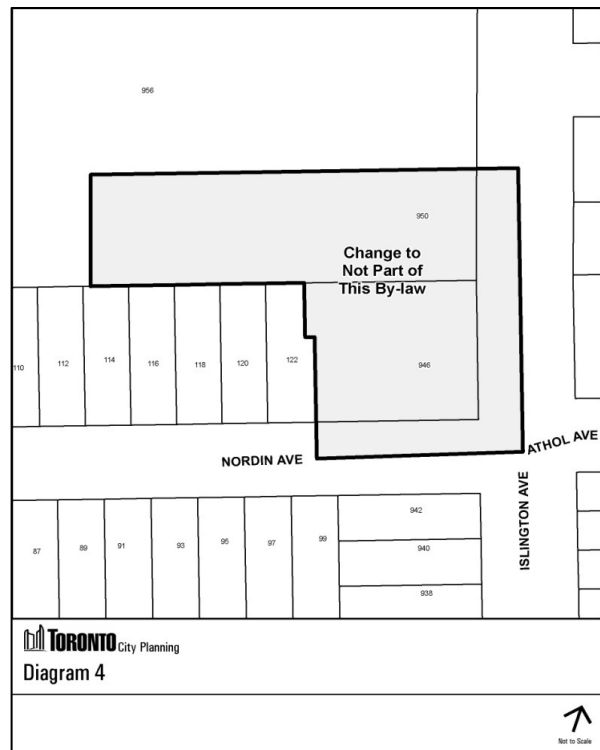 956
950
Change to
Not Part of
This By-law
110
112
114
116
118
120
122
946
NORDIN AVE
ATHOL AVE
ISLINGTON AVE
87
89
91
93
95
97
99
942
940
938
TORONTO City Planning
Diagram 4
Not to Scale